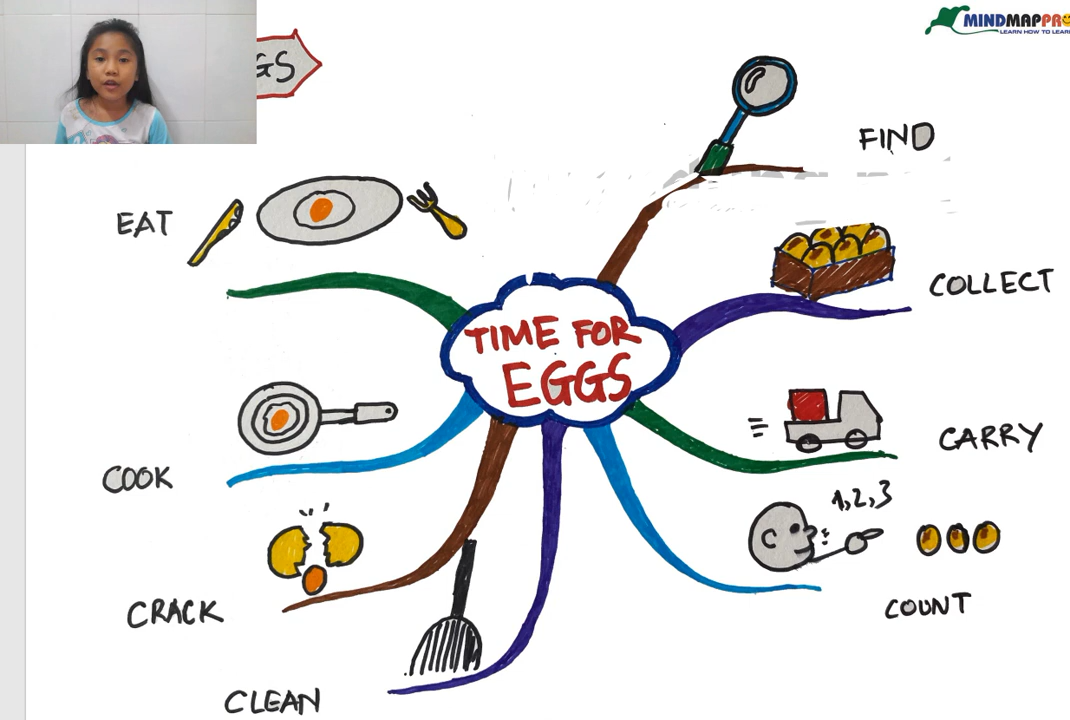 MINDMAPPRO
LEARN HOW TO LEARN
FIND
EAT
COLLECT
TIME FOR
EGGS
CARRY
COOK
1,2,3
COUNT
CRACK
CLEAN